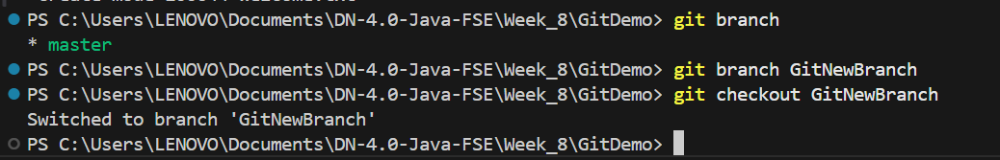 PS C:\Users\LENOVO\Documents\DN-4.0-Java-FSE\Week_8\GitDemo> git branch
* master
PS C:\Users\LENOVO\Documents\DN-4.0-Java-FSE\Week_8\GitDemo> git branch GitNewBranch
PS C:\Users\LENOVO\Documents\DN-4.0-Java-FSE\Week_8\GitDemo> git checkout GitNewBranch
Switched to branch 'GitNewBranch'
PS C:\Users\LENOVO\Documents\DN-4.0-Java-FSE\Week_8\GitDemo>